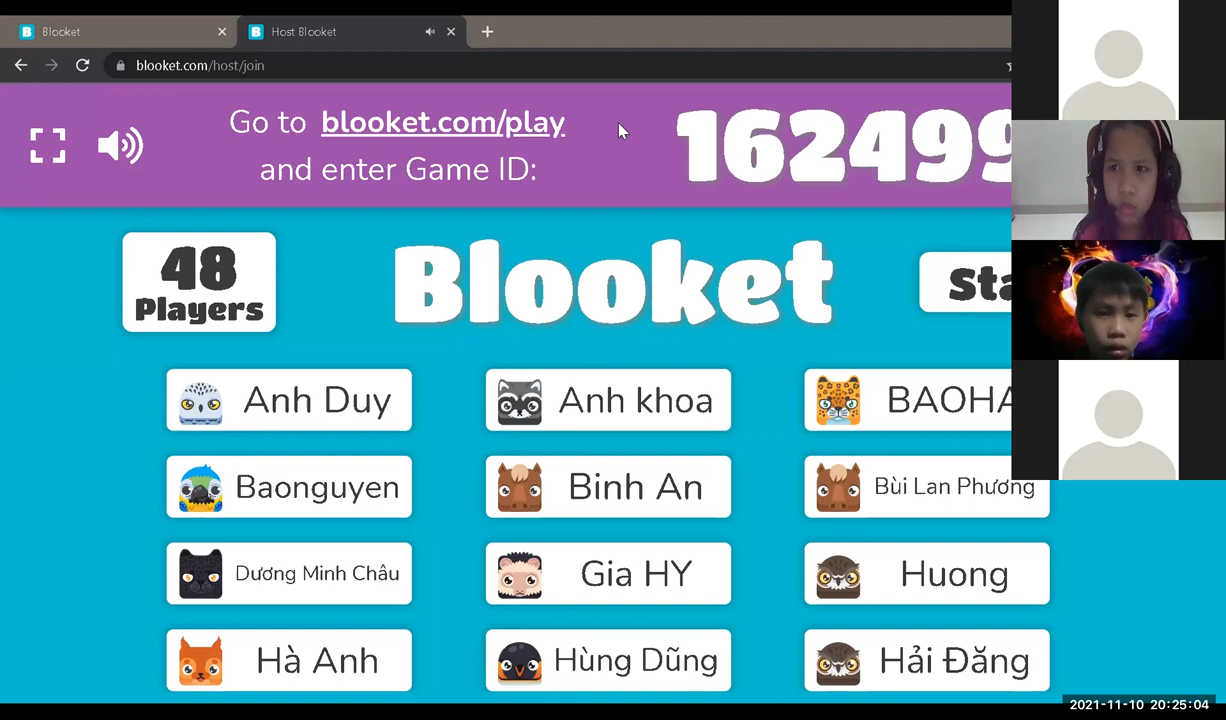 Blooket
Host Blooket
blooket.com/host/join
Go to blooket.com/play
and enter Game ID:
162499
48
Players
Blooket
Sta
Anh Duy
Anh khoa
BAOHA
Baonguyen
Binh An
Bùi Lan Phương
Dương Minh Châu
Gia HY
Huong
Hà Anh
Hùng Dũng
Hải Đăng
2021-11-10 20:25:04